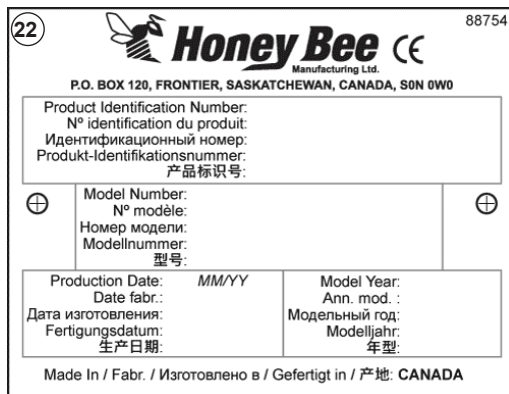 22
88754
Honey Bee CE
Manufacturing Ltd.
P.O. BOX 120, FRONTIER, SASKATCHEWAN, CANADA, S0N 0W0
Product Identification Number:
Nº identification du produit:
Идентификационный номер:
Produkt-Identifikationsnummer:
产品标识号:
Model Number:
Nº modèle:
Номер модели:
Modellnummer:
型号:
Production Date: MM/YY
Date fabr.:
Дата изготовления:
Fertigungsdatum:
生产日期:
Model Year:
Ann. mod. :
Модельный год:
Modelljahr:
年型:
Made In / Fabr. / Изготовлено в / Gefertigt in / 产地: CANADA